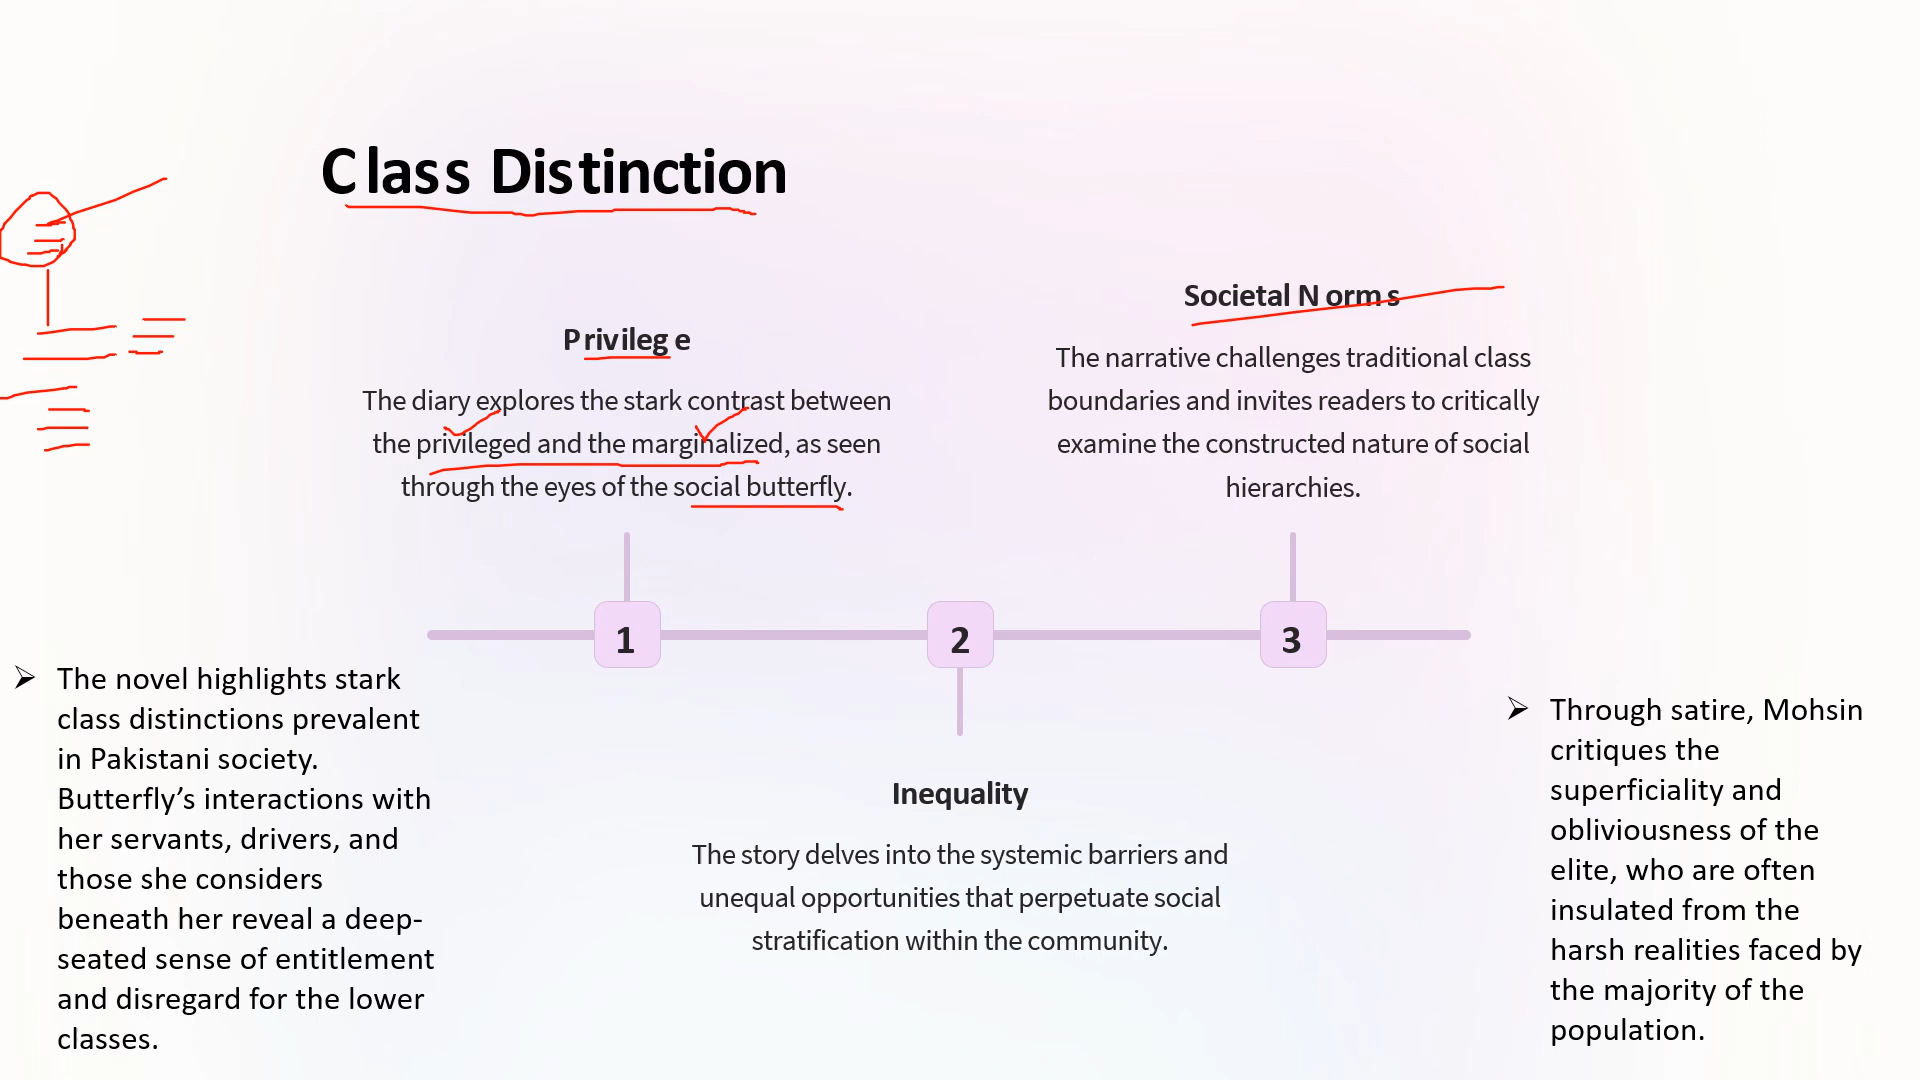 Class Distinction
Privilege
The diary explores the stark contrast between
the privileged and the marginalized, as seen
through the eyes of the social butterfly.
Societal Norms
The narrative challenges traditional class
boundaries and invites readers to critically
examine the constructed nature of social
hierarchies.
1
2
3
Inequality
The story delves into the systemic barriers and
unequal opportunities that perpetuate social
stratification within the community.
➢ The novel highlights stark
class distinctions prevalent
in Pakistani society.
Butterfly’s interactions with
her servants, drivers, and
those she considers
beneath her reveal a deep-
seated sense of entitlement
and disregard for the lower
classes.
➢ Through satire, Mohsin
critiques the
superficiality and
obliviousness of the
elite, who are often
insulated from the
harsh realities faced by
the majority of the
population.